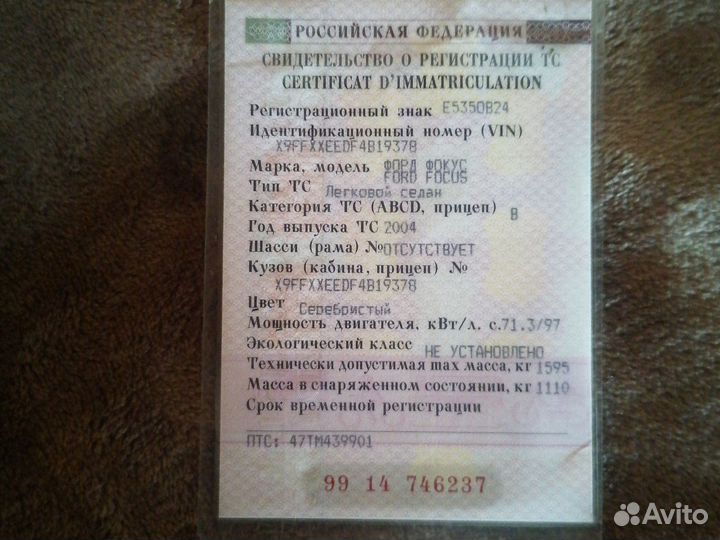 РОССИЙСКАЯ ФЕДЕРАЦИЯ
СВИДЕТЕЛЬСТВО О РЕГИСТРАЦИИ ТС
CERTIFICAT D'IMMATRICULATION
Регистрационный знак Е535ОВ24
Идентификационный номер (VIN)
X9FFXXEEDF4B19378
Марка, модель ФОРД ФОКУС
FORD FOCUS
Тип ТС Легковой седан
Категория ТС (ABCD, прицеп) B
Год выпуска ТС 2004
Шасси (рама) № ОТСУТСТВУЕТ
Кузов (кабина, прицеп) №
X9FFXXEEDF4B19378
Цвет Серебристый
Мощность двигателя, кВт/л. с. 71.3/97
Экологический класс НЕ УСТАНОВЛЕНО
Технически допустимая max масса, кг 1595
Масса в снаряженном состоянии, кг 1110
Срок временной регистрации
ПТС: 47ТМ439901
99 14 746237
Avito